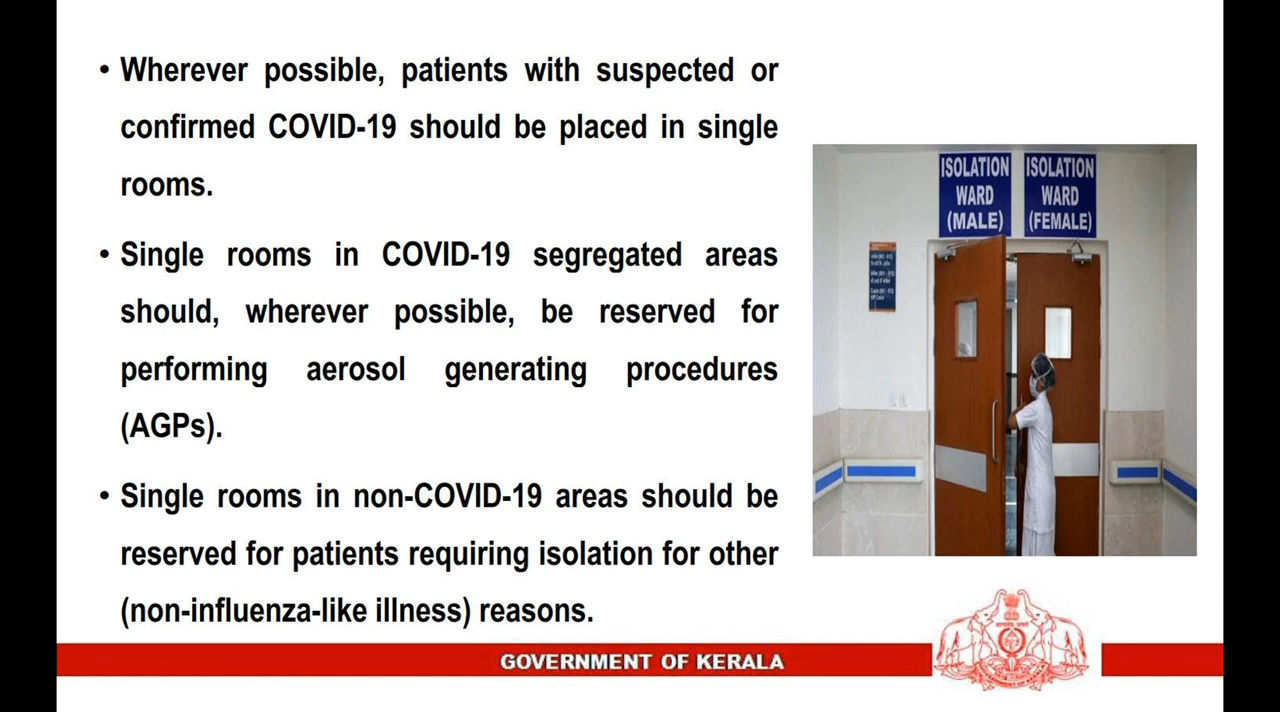 • Wherever possible, patients with suspected or
confirmed COVID-19 should be placed in single
rooms.
• Single rooms in COVID-19 segregated areas
should, wherever possible, be reserved for
performing aerosol generating procedures
(AGPs).
• Single rooms in non-COVID-19 areas should be
reserved for patients requiring isolation for other
(non-influenza-like illness) reasons.
ISOLATION
WARD
(MALE)
ISOLATION
WARD
(FEMALE)
GOVERNMENT OF KERALA